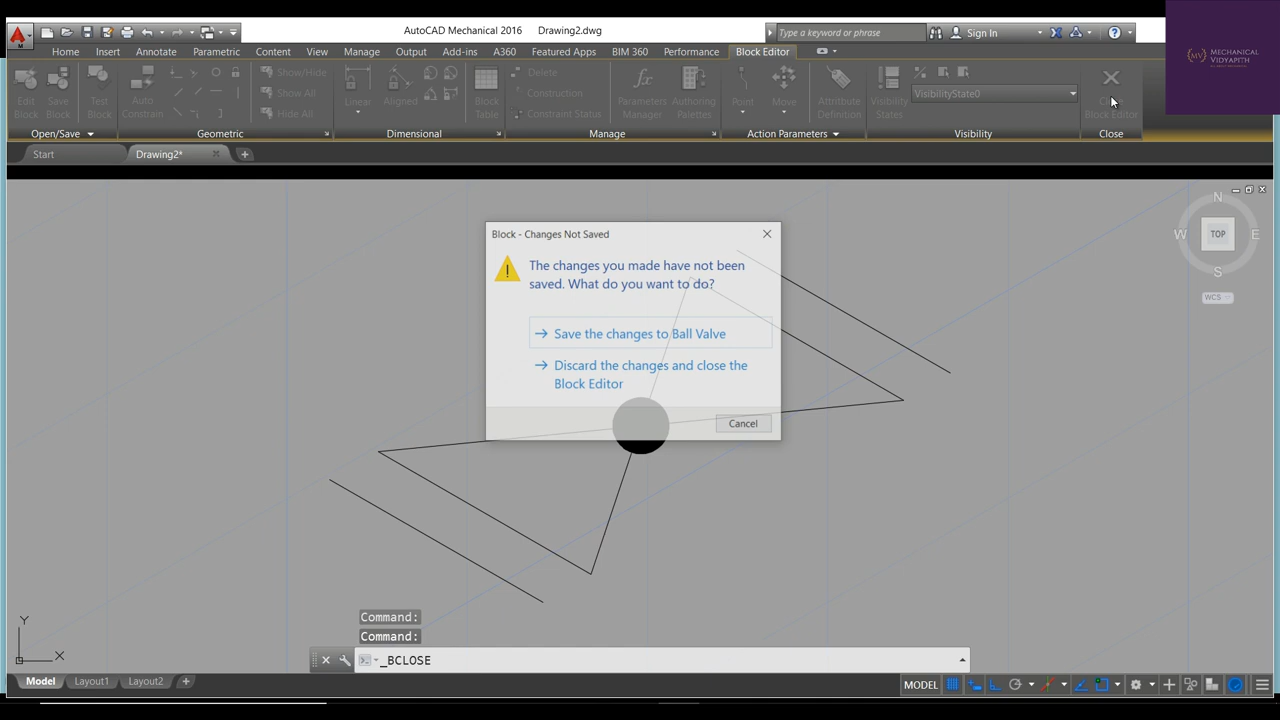 AutoCAD Mechanical 2016 Drawing2.dwg
Type a keyword or phrase
Sign In
MECHANICAL
VIDYAPITH
MV
M
Home Insert Annotate Parametric Content View Manage Output Add-ins A360 Featured Apps BIM 360 Performance Block Editor
Edit
Block
Save
Block
Test
Block
Auto
Constrain
Show/Hide
Show All
Hide All
Linear
Aligned
Block
Table
Delete
Construction
Constraint Status
Parameters
Manager
Authoring
Palettes
Point
Move
Attribute
Definition
Visibility
States
VisibilityState0
Close
Block Editor
Open/Save Geometric Dimensional Manage Action Parameters Visibility Close
Start Drawing2*
N
W TOP E
S
WCS
Block - Changes Not Saved
The changes you made have not been
saved. What do you want to do?
Save the changes to Ball Valve
Discard the changes and close the
Block Editor
Cancel
Command:
Command:
_BCLOSE
Y
X
Model Layout1 Layout2
MODEL